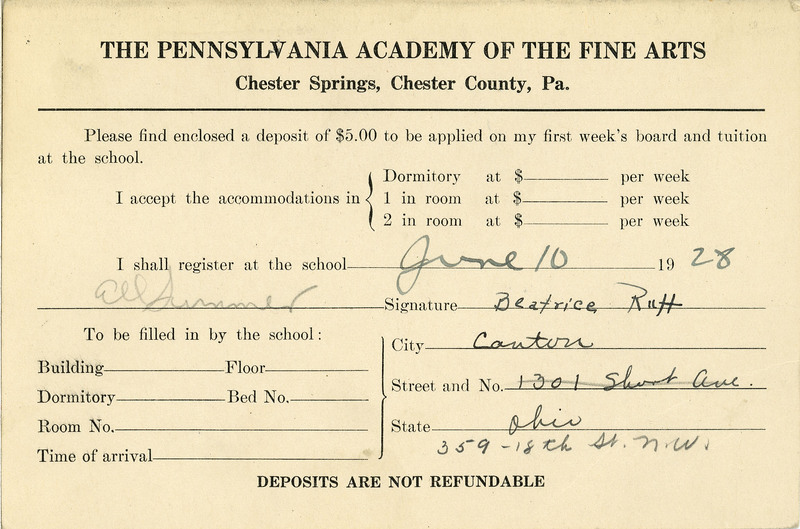 THE PENNSYLVANIA ACADEMY OF THE FINE ARTS
Chester Springs, Chester County, Pa.
Please find enclosed a deposit of $5.00 to be applied on my first week's board and tuition
at the school.
I accept the accommodations in
Dormitory at $ per week
1 in room at $ per week
2 in room at $ per week
I shall register at the school June 10 1928
All Summer
Signature Beatrice Ruff
To be filled in by the school:
Building Floor
Dormitory Bed No.
Room No.
Time of arrival
City Canton
Street and No. 1301 Short Ave.
State Ohio
359-18th St. N.W.
DEPOSITS ARE NOT REFUNDABLE